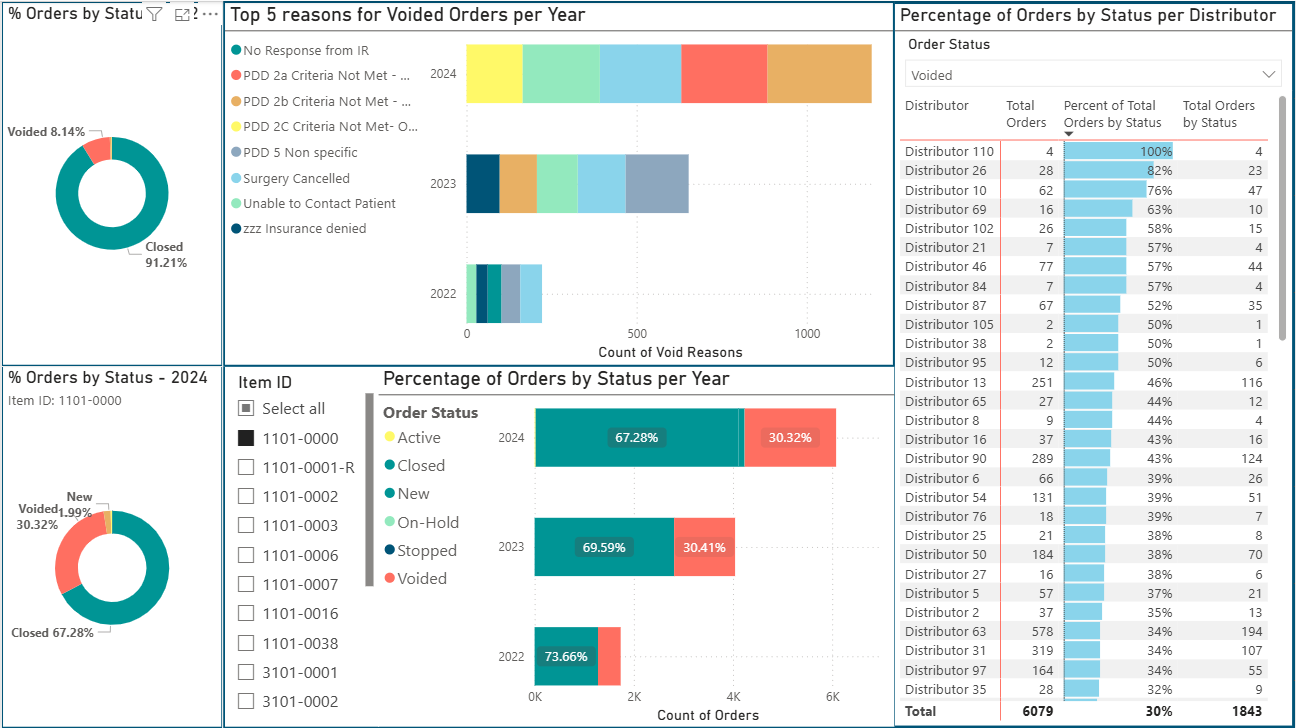 % Orders by Statu
2
Voided 8.14%
Closed
91.21%
Top 5 reasons for Voided Orders per Year
No Response from IR
PDD 2a Criteria Not Met - ...
PDD 2b Criteria Not Met - ...
PDD 2C Criteria Not Met- O...
PDD 5 Non specific
Surgery Cancelled
Unable to Contact Patient
zzz Insurance denied
2024
2023
2022
0 500 1000
Count of Void Reasons
% Orders by Status - 2024
Item ID: 1101-0000
New
1.99%
Voided
30.32%
Closed 67.28%
Item ID
Select all
1101-0000
1101-0001-R
1101-0002
1101-0003
1101-0006
1101-0007
1101-0016
1101-0038
3101-0001
3101-0002
Percentage of Orders by Status per Year
Order Status
Active
Closed
New
On-Hold
Stopped
Voided
2024 67.28% 30.32%
2023 69.59% 30.41%
2022 73.66%
0K 2K 4K 6K
Count of Orders
Percentage of Orders by Status per Distributor
Order Status
Voided
Distributor Total Orders Percent of Total Orders by Status Total Orders by Status
Distributor 110 4 100% 4
Distributor 26 28 82% 23
Distributor 10 62 76% 47
Distributor 69 16 63% 10
Distributor 102 26 58% 15
Distributor 21 7 57% 4
Distributor 46 77 57% 44
Distributor 84 7 57% 4
Distributor 87 67 52% 35
Distributor 105 2 50% 1
Distributor 38 2 50% 1
Distributor 95 12 50% 6
Distributor 13 251 46% 116
Distributor 65 27 44% 12
Distributor 8 9 44% 4
Distributor 16 37 43% 16
Distributor 90 289 43% 124
Distributor 6 66 39% 26
Distributor 54 131 39% 51
Distributor 76 18 39% 7
Distributor 25 21 38% 8
Distributor 50 184 38% 70
Distributor 27 16 38% 6
Distributor 5 57 37% 21
Distributor 2 37 35% 13
Distributor 63 578 34% 194
Distributor 31 319 34% 107
Distributor 97 164 34% 55
Distributor 35 28 32% 9
Total 6079 30% 1843